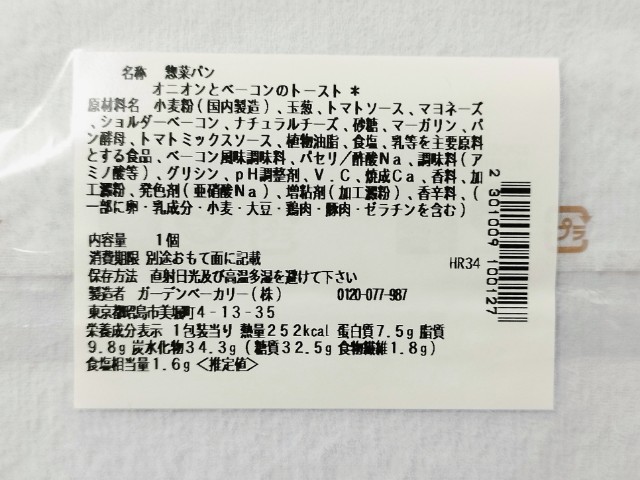 名称 惣菜パン
オニオンとベーコンのトースト＊
原材料名 小麦粉(国内製造)、玉葱、トマトソース、マヨネーズ
、ショルダーベーコン、ナチュラルチーズ、砂糖、マーガリン、パ
ン酵母、トマトミックスソース、植物油脂、食塩、乳等を主要原料
とする食品、ベーコン風味調味料、パセリ／酢酸Ｎａ、調味料(ア
ミノ酸等)、グリシン、ｐＨ調整剤、Ｖ．Ｃ、焼成Ｃａ、香料、加
工澱粉、発色剤(亜硝酸Ｎａ)、増粘剤(加工澱粉)、香辛料、(
一部に卵・乳成分・小麦・大豆・鶏肉・豚肉・ゼラチンを含む)
内容量 １個
消費期限 別途おもて面に記載
保存方法 直射日光及び高温多湿を避けて下さい
製造者 ガーデンベーカリー(株) 0120-077-987
東京都昭島市美堀町4-13-35
栄養成分表示 １包装当り 熱量252kcal 蛋白質7.5g 脂質
9.8g 炭水化物34.3g(糖質32.5g 食物繊維1.8g)
食塩相当量1.6g＜推定値＞
HR34
2 301009 100127
プラ